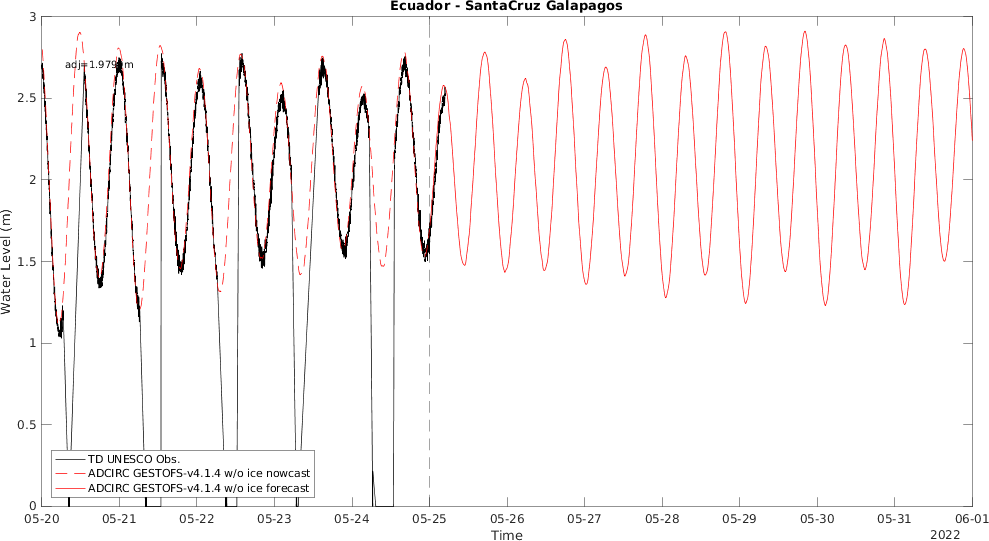 Ecuador - SantaCruz Galapagos
3
adj=1.979 m
2.5
2
1.5
1
0.5
0
Water Level (m)
TD UNESCO Obs.
ADCIRC GESTOFS-v4.1.4 w/o ice nowcast
ADCIRC GESTOFS-v4.1.4 w/o ice forecast
05-20 05-21 05-22 05-23 05-24 05-25 05-26 05-27 05-28 05-29 05-30 05-31 06-01
Time
2022